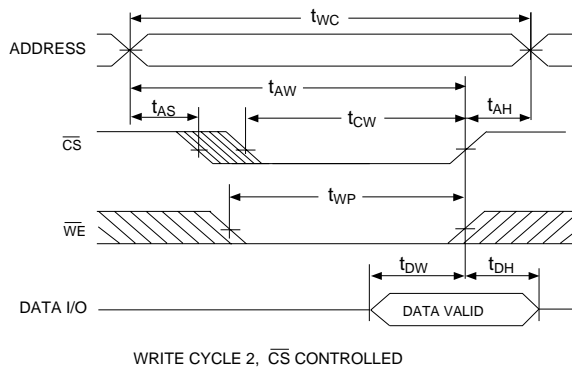 tWC
ADDRESS
tAW
tAS
tCW
tAH
CS
tWP
WE
tDW
tDH
DATA I/O
DATA VALID
WRITE CYCLE 2, CS CONTROLLED